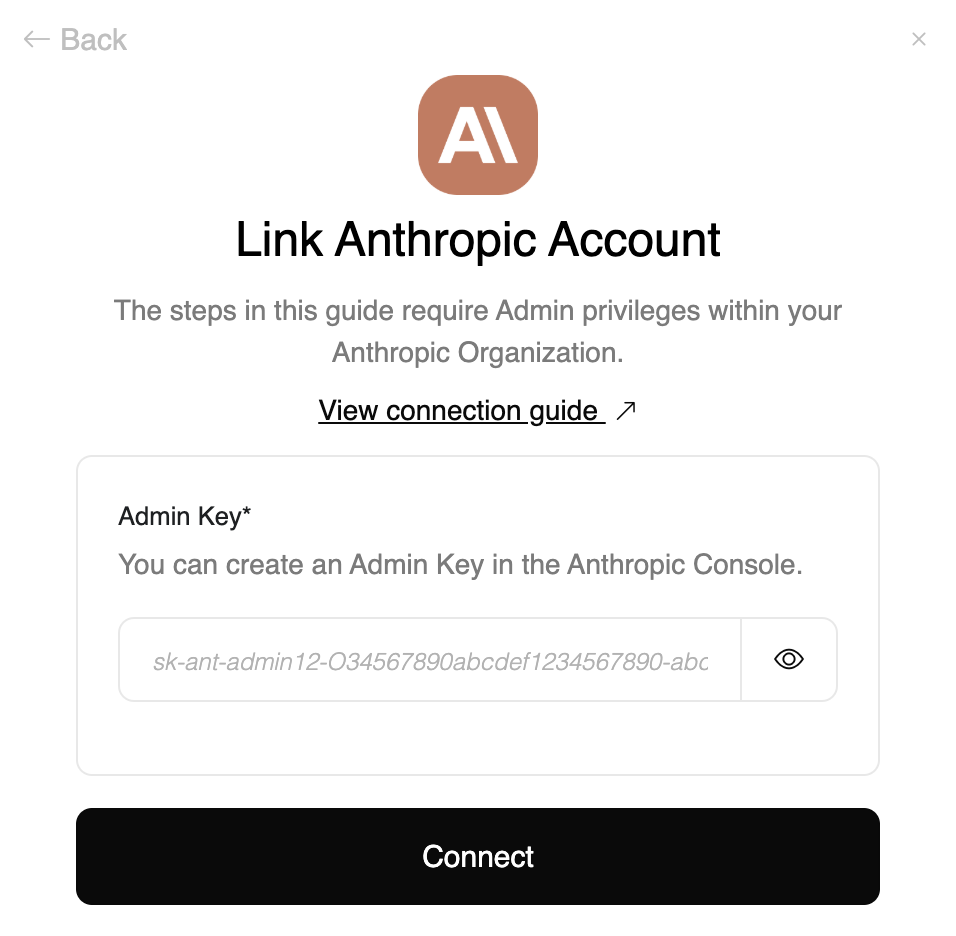 ← Back
×
A\
Link Anthropic Account
The steps in this guide require Admin privileges within your
Anthropic Organization.
View connection guide ↗
Admin Key*
You can create an Admin Key in the Anthropic Console.
sk-ant-admin12-O34567890abcdef1234567890-abc
Connect